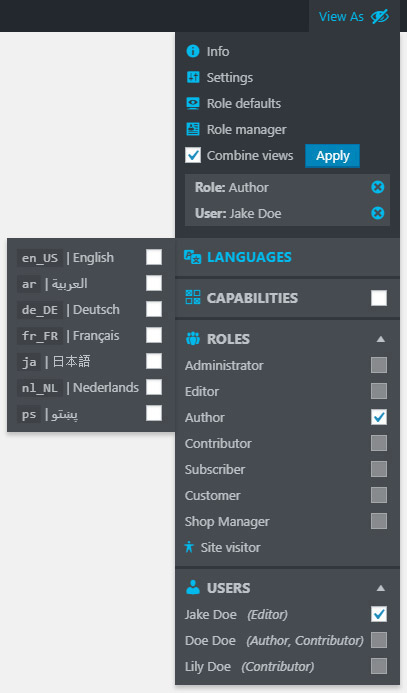 View As
Info
Settings
Role defaults
Role manager
Combine views Apply
Role: Author
User: Jake Doe
LANGUAGES
en_US | English
ar | العربية
de_DE | Deutsch
fr_FR | Français
ja | 日本語
nl_NL | Nederlands
ps | پښتو
CAPABILITIES
ROLES
Administrator
Editor
Author
Contributor
Subscriber
Customer
Shop Manager
Site visitor
USERS
Jake Doe (Editor)
Doe Doe (Author, Contributor)
Lily Doe (Contributor)